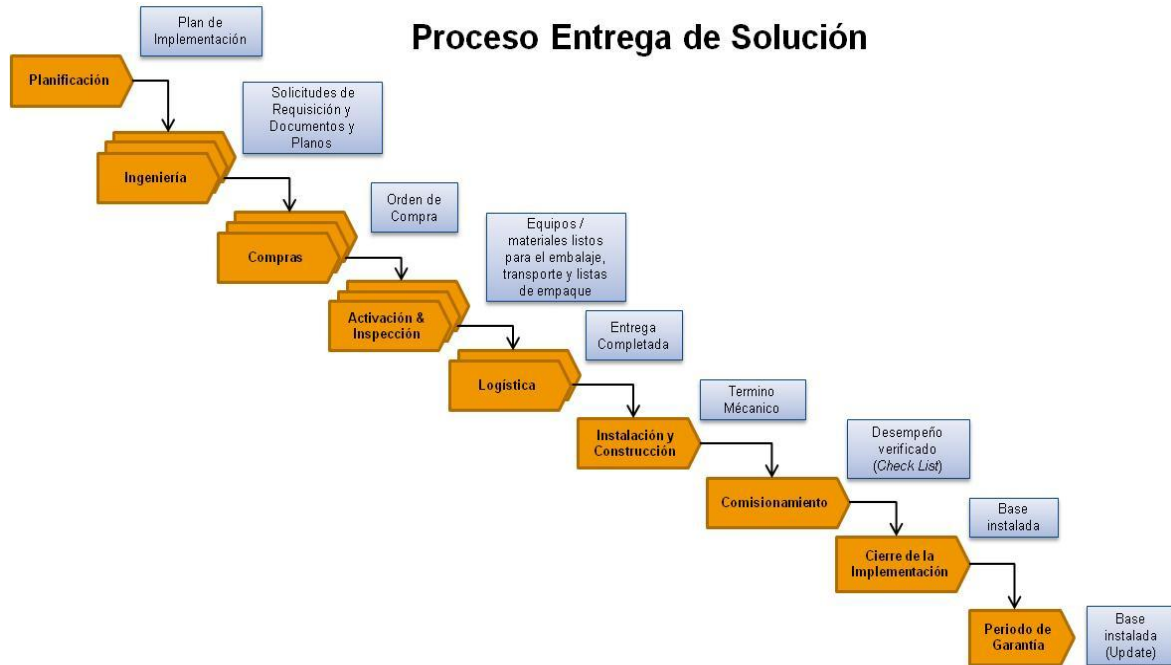 Proceso Entrega de Solución
Plan de
Implementación
Planificación
Solicitudes de
Requisición y
Documentos y
Planos
Ingeniería
Orden de
Compra
Compras
Equipos /
materiales listos
para el embalaje,
transporte y listas
de empaque
Activación &
Inspección
Entrega
Completada
Logística
Termino
Mécanico
Instalación y
Construcción
Desempeño
verificado
(Check List)
Comisionamiento
Base
instalada
Cierre de la
Implementación
Periodo de
Garantía
Base
instalada
(Update)